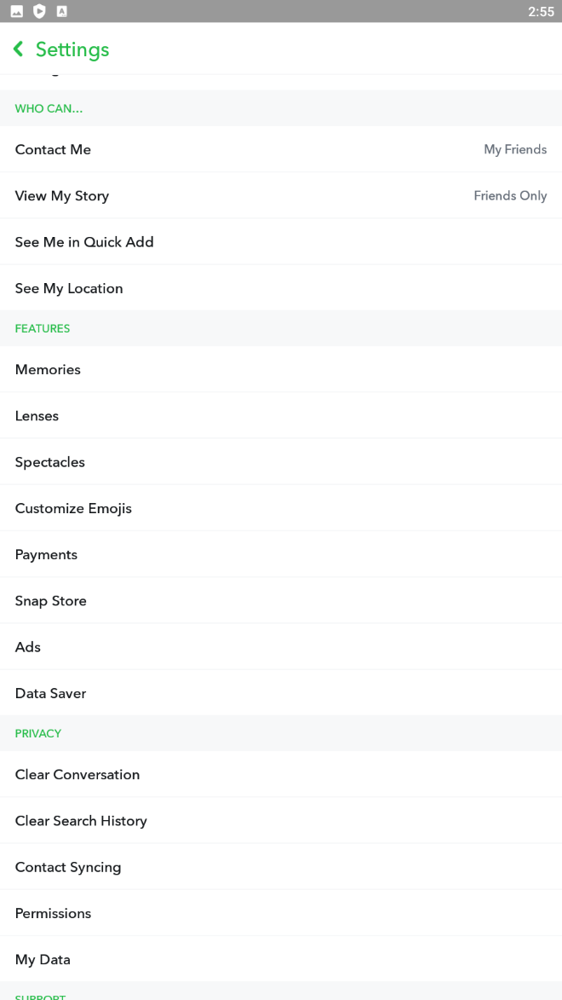 2:55
Settings
WHO CAN...
Contact Me My Friends
View My Story Friends Only
See Me in Quick Add
See My Location
FEATURES
Memories
Lenses
Spectacles
Customize Emojis
Payments
Snap Store
Ads
Data Saver
PRIVACY
Clear Conversation
Clear Search History
Contact Syncing
Permissions
My Data
SUPPORT